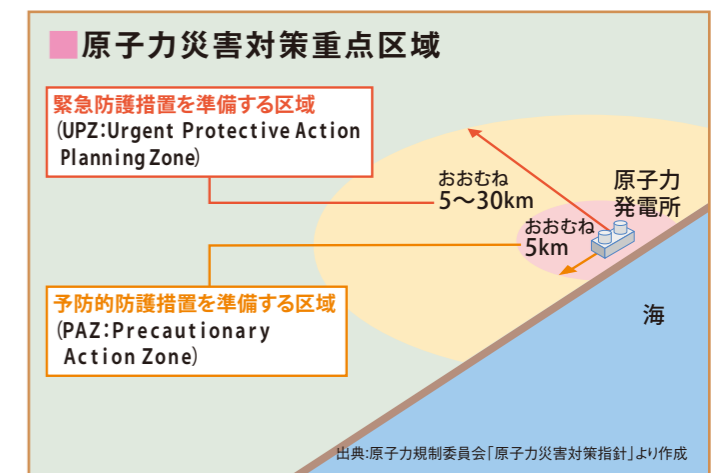 原子力災害対策重点区域
緊急防護措置を準備する区域
(UPZ:Urgent Protective Action
Planning Zone)
おおむね
5〜30km
原子力
発電所
おおむね
5km
予防的防護措置を準備する区域
(PAZ:Precautionary
Action Zone)
海
出典:原子力規制委員会「原子力災害対策指針」より作成